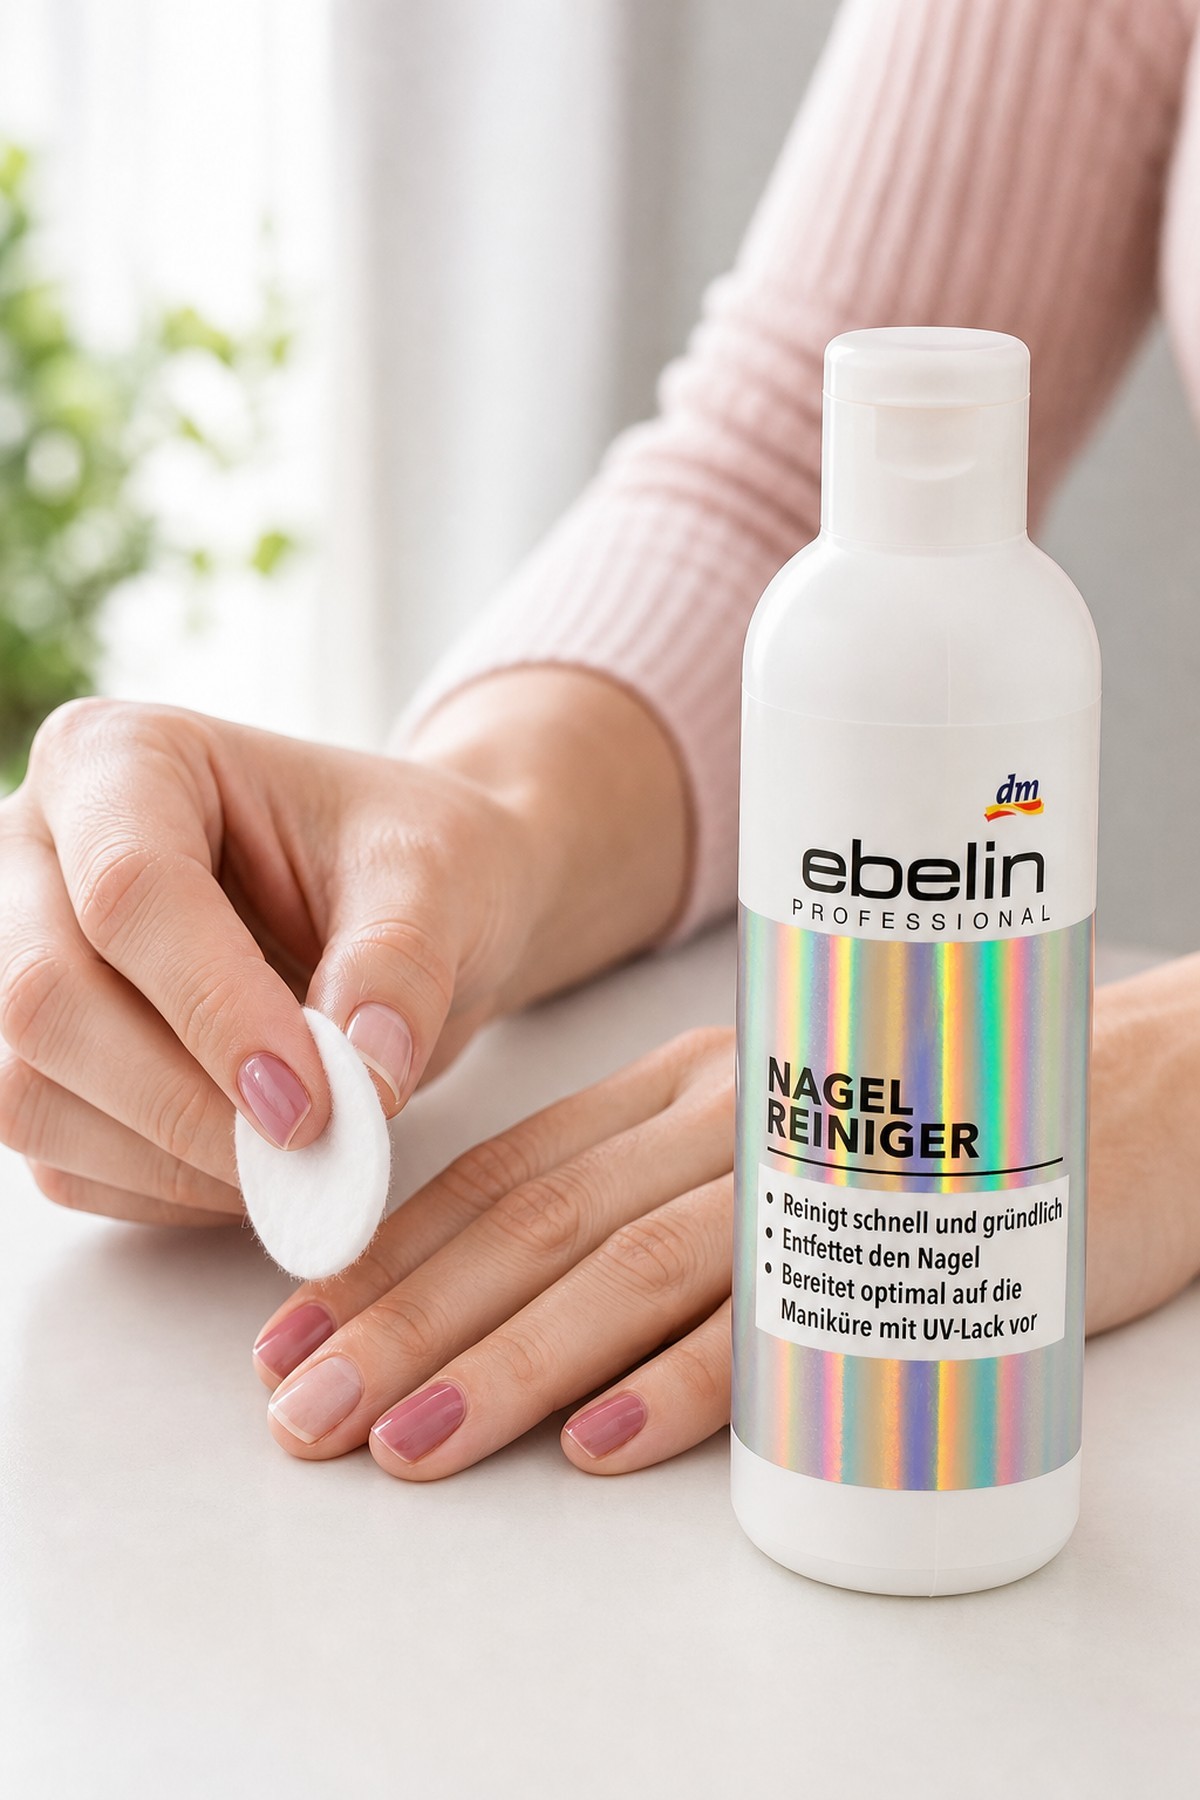 dm
ebelin
PROFESSIONAL
NAGEL
REINIGER
• Reinigt schnell und gründlich
• Entfettet den Nagel
• Bereitet optimal auf die
Maniküre mit UV-Lack vor